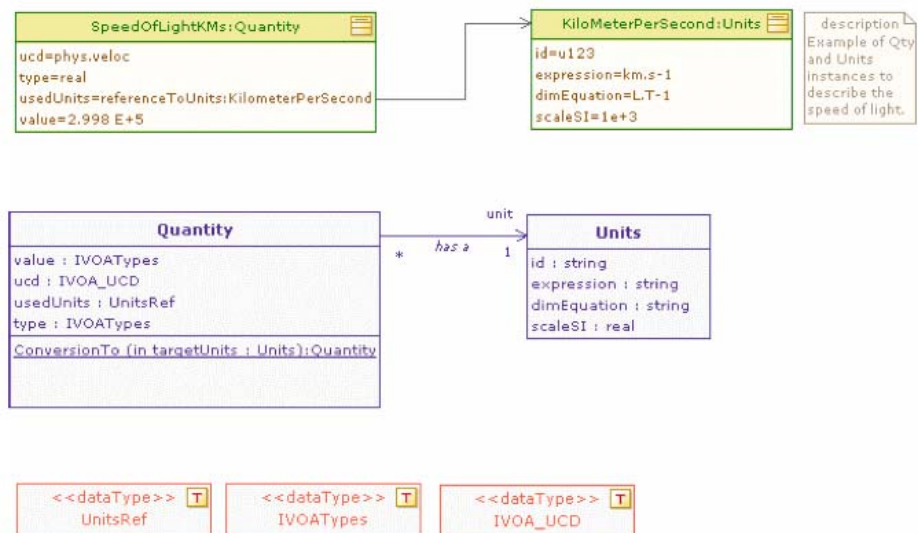 SpeedOfLightKMs:Quantity
ucd=phys.veloc
type=real
usedUnits=referenceToUnits:KilometerPerSecond
value=2.998 E+5
KiloMeterPerSecond:Units
id=u123
expression=km.s-1
dimEquation=L.T-1
scaleSI=1e+3
description
Example of Qty
and Units
instances to
describe the
speed of light.
Quantity
value : IVOATypes
ucd : IVOA_UCD
usedUnits : UnitsRef
type : IVOATypes
ConversionTo (in targetUnits : Units):Quantity
unit
* has a 1
Units
id : string
expression : string
dimEquation : string
scaleSI : real
<<dataType>> T
UnitsRef
<<dataType>> T
IVOATypes
<<dataType>> T
IVOA_UCD